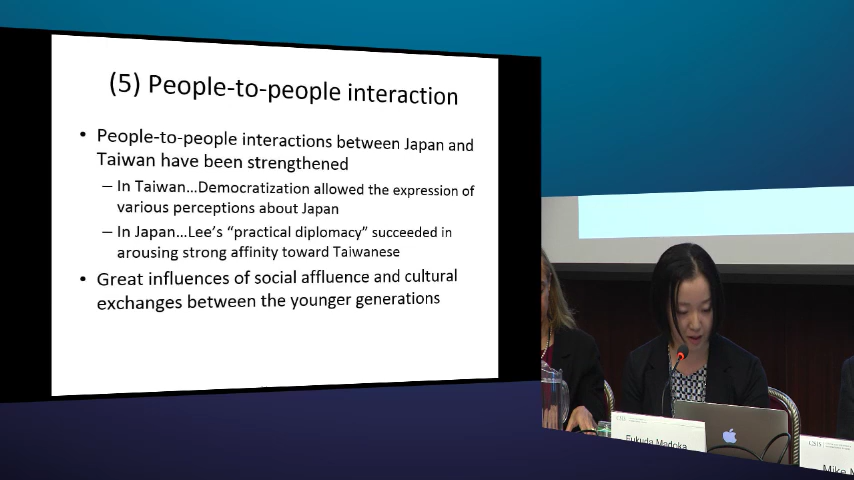 (5) People-to-people interaction
• People-to-people interactions between Japan and
Taiwan have been strengthened
– In Taiwan…Democratization allowed the expression of
various perceptions about Japan
– In Japan…Lee’s “practical diplomacy” succeeded in
arousing strong affinity toward Taiwanese
• Great influences of social affluence and cultural
exchanges between the younger generations
CSIS
Fukuda Madoka
CSIS
Mike